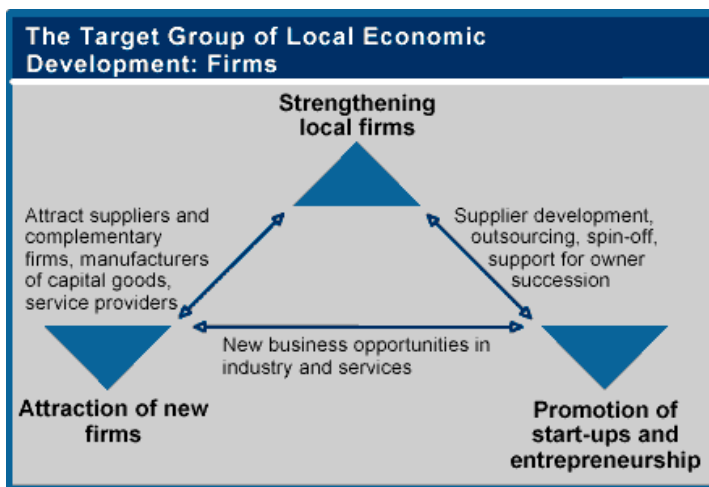 The Target Group of Local Economic
Development: Firms
Strengthening
local firms
Attract suppliers and
complementary
firms, manufacturers
of capital goods,
service providers
Supplier development,
outsourcing, spin-off,
support for owner
succession
New business opportunities in
industry and services
Attraction of new
firms
Promotion of
start-ups and
entrepreneurship